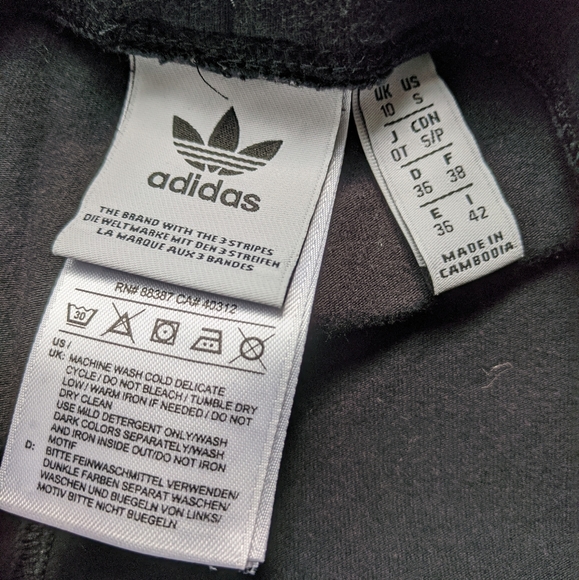 adidas
THE BRAND WITH THE 3 STRIPES
DIE WELTMARKE MIT DEN 3 STREIFEN
LA MARQUE AUX 3 BANDES
RN# 88387 CA# 40312
30
US /
UK: MACHINE WASH COLD DELICATE
CYCLE / DO NOT BLEACH / TUMBLE DRY
LOW / WARM IRON IF NEEDED / DO NOT
DRY CLEAN
USE MILD DETERGENT ONLY/WASH
DARK COLORS SEPARATELY/WASH
AND IRON INSIDE OUT/DO NOT IRON
MOTIF
D: BITTE FEINWASCHMITTEL VERWENDEN/
DUNKLE FARBEN SEPARAT WASCHEN/
WASCHEN UND BÜGELN VON LINKS/
MOTIV BITTE NICHT BUEGELN
UK US
10 S
J CDN
OT S/P
D F
36 38
E I
36 42
MADE IN
CAMBODIA